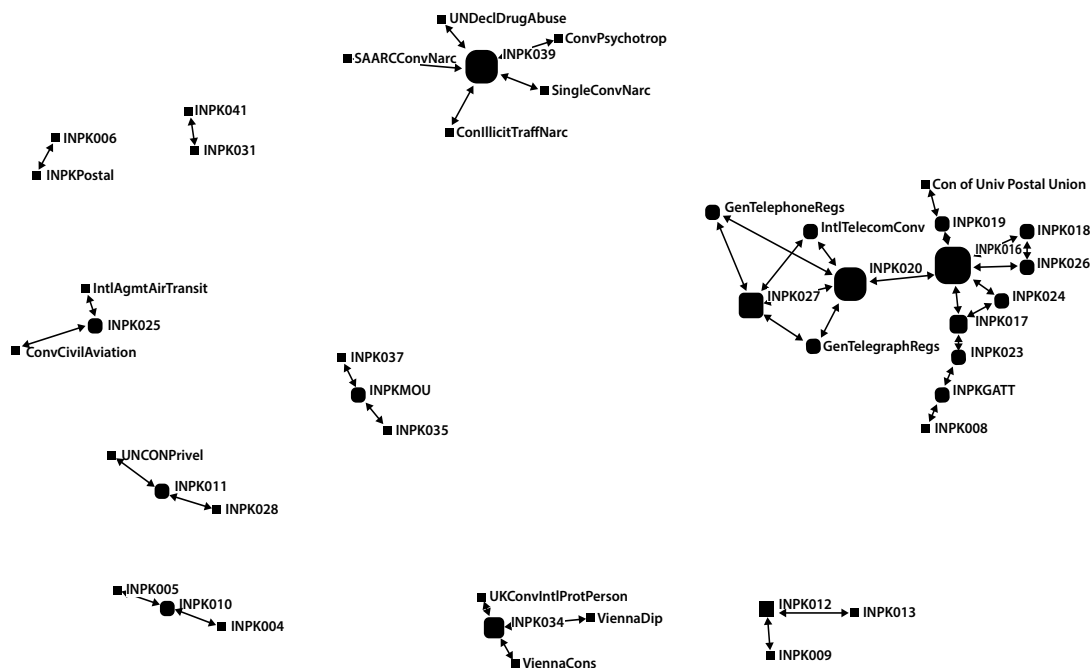 UNDeclDrugAbuse
ConvPsychotrop
SAARCConvNarc
INPK039
SingleConvNarc
ConIllicitTraffNarc
INPK041
INPK031
INPK006
INPKPostal
Con of Univ Postal Union
GenTelephoneRegs
IntlTelecomConv
INPK019
INPK018
INPK016
INPK020
INPK026
INPK027
INPK024
INPK017
GenTelegraphRegs
INPK023
INPKGATT
INPK008
IntlAgmtAirTransit
INPK025
ConvCivilAviation
INPK037
INPKMOU
INPK035
UNCONPrivel
INPK011
INPK028
INPK005
INPK010
INPK004
UKConvIntlProtPerson
INPK034
ViennaDip
ViennaCons
INPK012
INPK013
INPK009